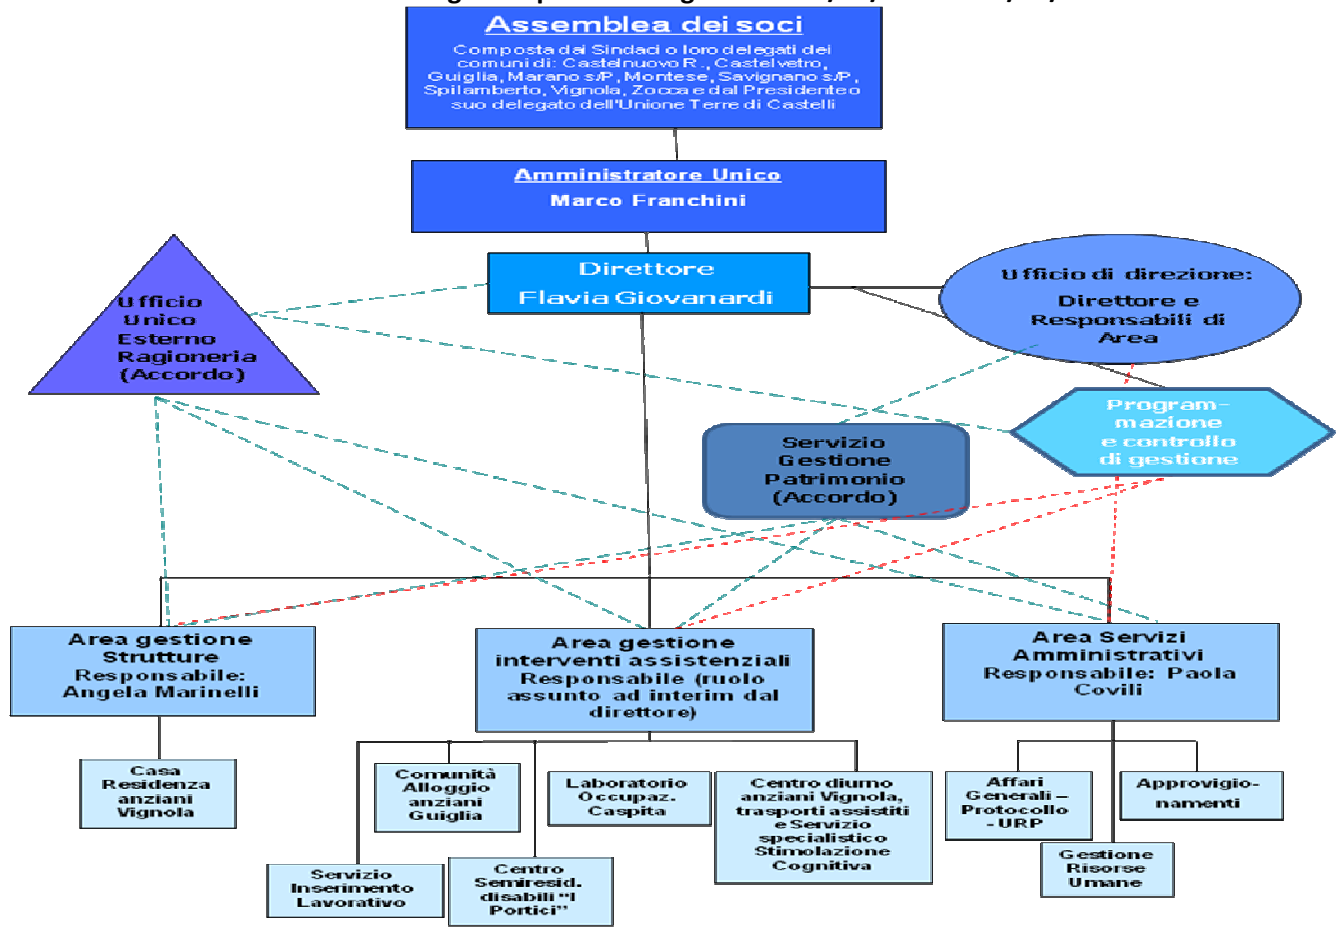 Assemblea dei soci
Composta dai Sindaci o loro delegati dei
comuni di: Castelnuovo R., Castelvetro,
Guiglia, Marano s/P, Montese, Savignano s/P,
Spilamberto, Vignola, Zocca e dal Presidente o
suo delegato dell'Unione Terre di Castelli
Amministratore Unico
Marco Franchini
Direttore
Flavia Giovanardi
Ufficio di direzione:
Direttore e
Responsabili di
Area
Ufficio
Unico
Esterno
Ragioneria
(Accordo)
Program-
mazione
e controllo
di gestione
Servizio
Gestione
Patrimonio
(Accordo)
Area gestione
Strutture
Responsabile:
Angela Marinelli
Area gestione
interventi assistenziali
Responsabile (ruolo
assunto ad interim dal
direttore)
Area Servizi
Amministrativi
Responsabile: Paola
Covili
Casa
Residenza
anziani
Vignola
Comunità
Alloggio
anziani
Guiglia
Laboratorio
Occupaz.
Caspita
Centro diurno
anziani Vignola,
trasporti assistiti
e Servizio
specialistico
Stimolazione
Cognitiva
Affari
Generali –
Protocollo
- URP
Approvigio-
namenti
Servizio
Inserimento
Lavorativo
Centro
Semiresid.
disabili "I
Portici"
Gestione
Risorse
Umane